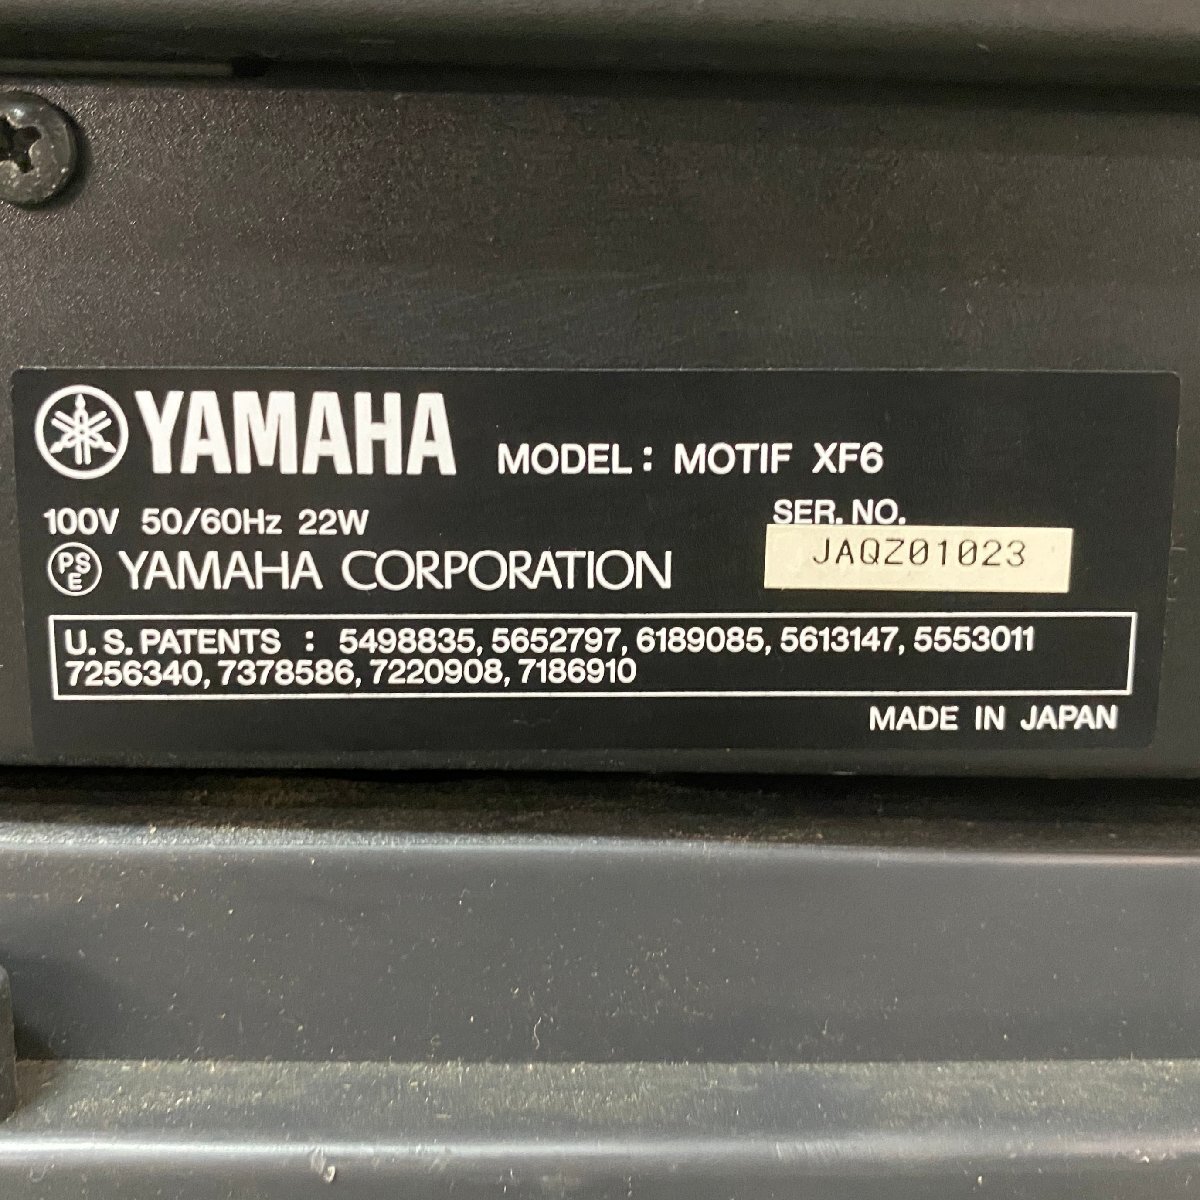 YAMAHA MODEL : MOTIF XF6
100V 50/60Hz 22W SER. NO.
PSE YAMAHA CORPORATION JAQZ01023
U.S. PATENTS : 5498835, 5652797, 6189085, 5613147, 5553011
7256340, 7378586, 7220908, 7186910
MADE IN JAPAN